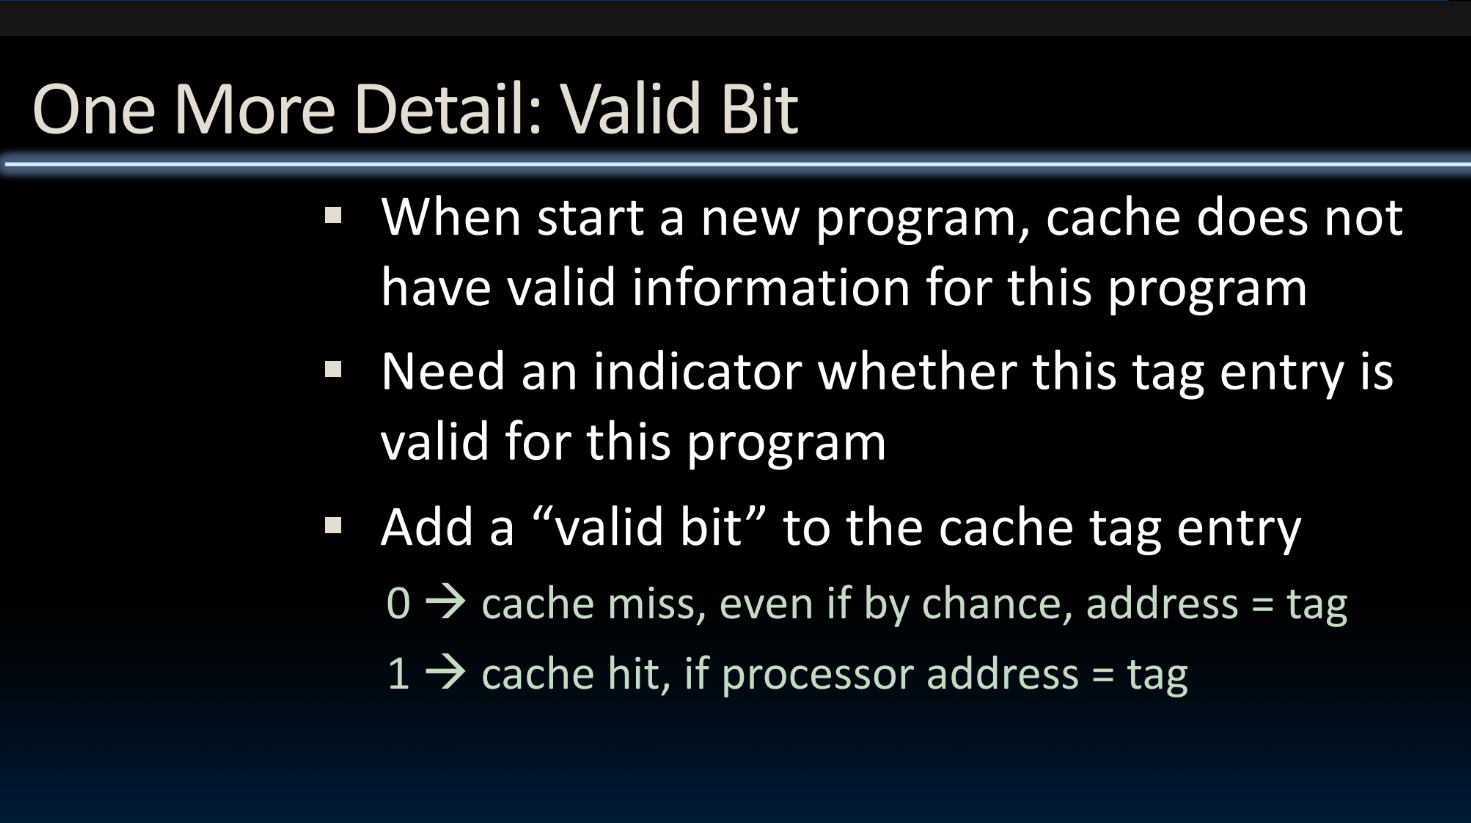 One More Detail: Valid Bit
▪ When start a new program, cache does not
have valid information for this program
▪ Need an indicator whether this tag entry is
valid for this program
▪ Add a “valid bit” to the cache tag entry
0 → cache miss, even if by chance, address = tag
1 → cache hit, if processor address = tag